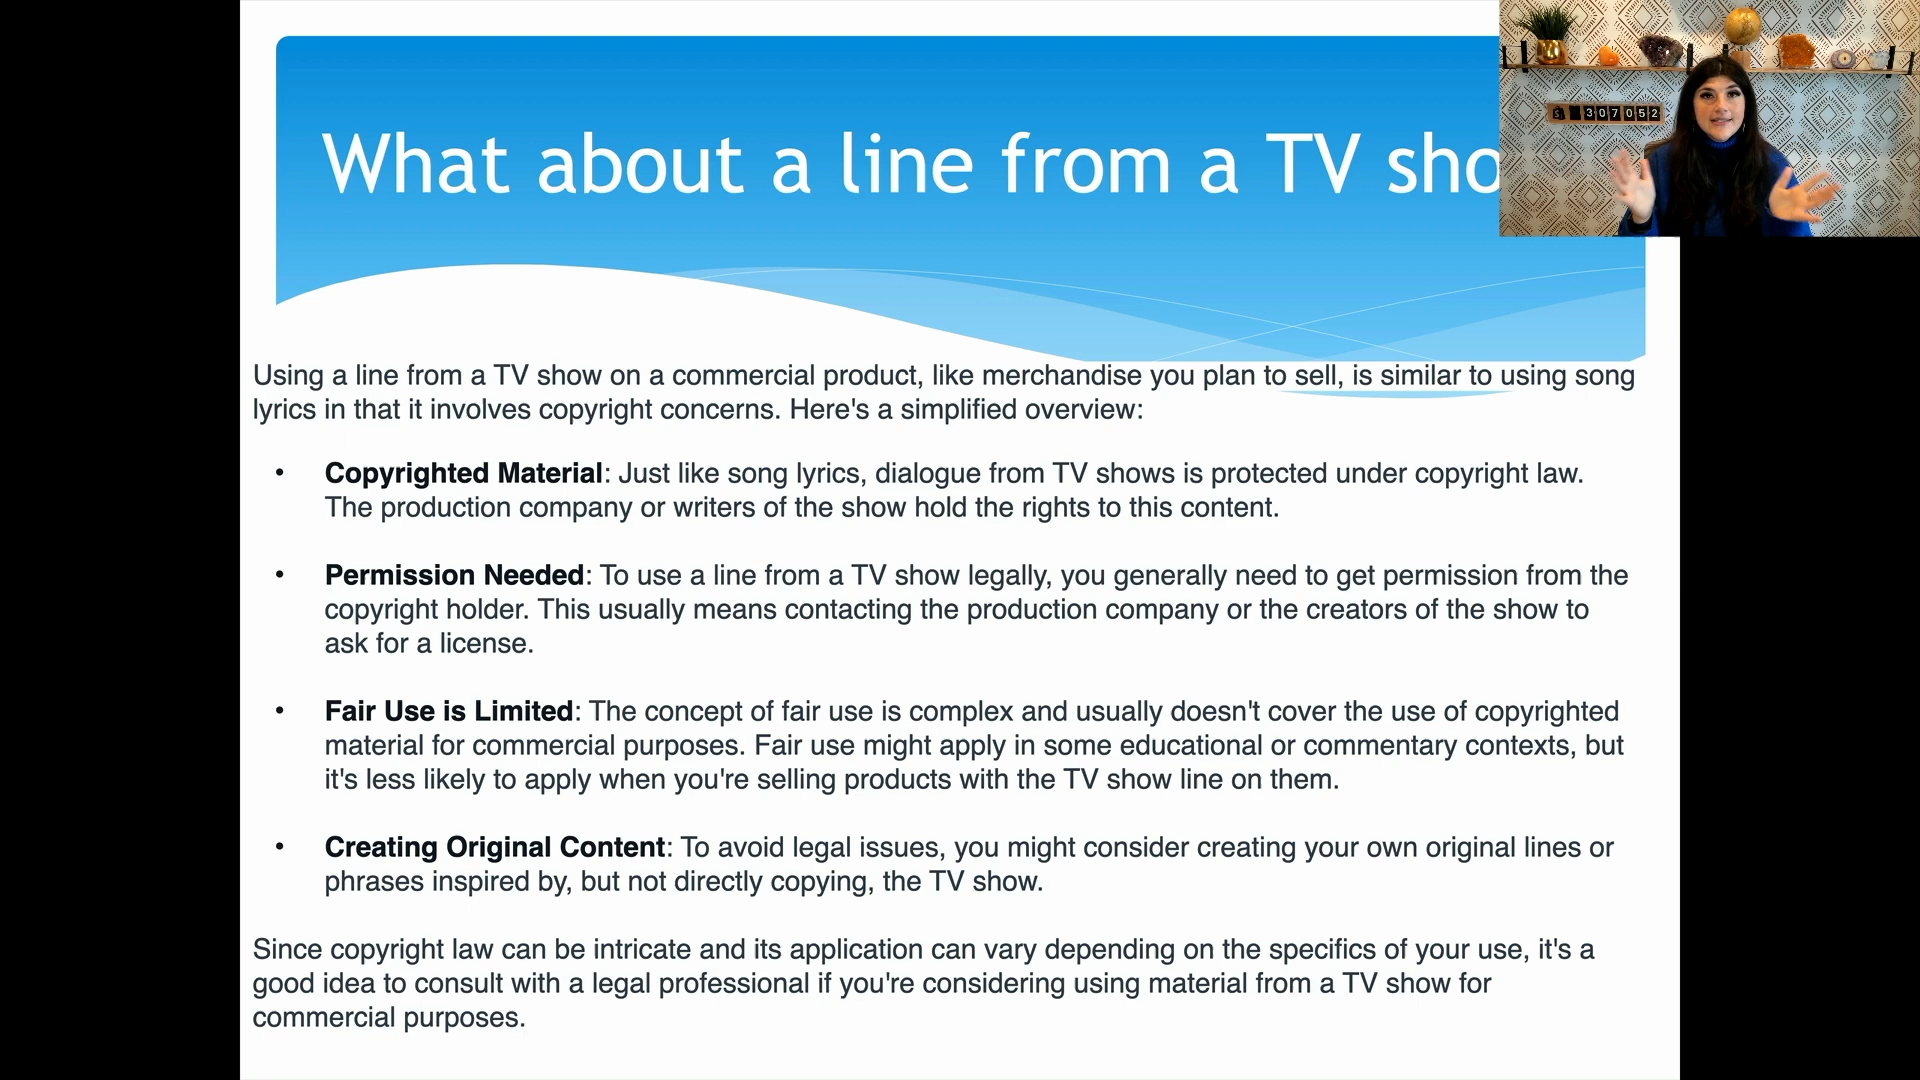 What about a line from a TV sho
307052
Using a line from a TV show on a commercial product, like merchandise you plan to sell, is similar to using song
lyrics in that it involves copyright concerns. Here's a simplified overview:
• Copyrighted Material: Just like song lyrics, dialogue from TV shows is protected under copyright law.
The production company or writers of the show hold the rights to this content.
• Permission Needed: To use a line from a TV show legally, you generally need to get permission from the
copyright holder. This usually means contacting the production company or the creators of the show to
ask for a license.
• Fair Use is Limited: The concept of fair use is complex and usually doesn't cover the use of copyrighted
material for commercial purposes. Fair use might apply in some educational or commentary contexts, but
it's less likely to apply when you're selling products with the TV show line on them.
• Creating Original Content: To avoid legal issues, you might consider creating your own original lines or
phrases inspired by, but not directly copying, the TV show.
Since copyright law can be intricate and its application can vary depending on the specifics of your use, it's a
good idea to consult with a legal professional if you're considering using material from a TV show for
commercial purposes.